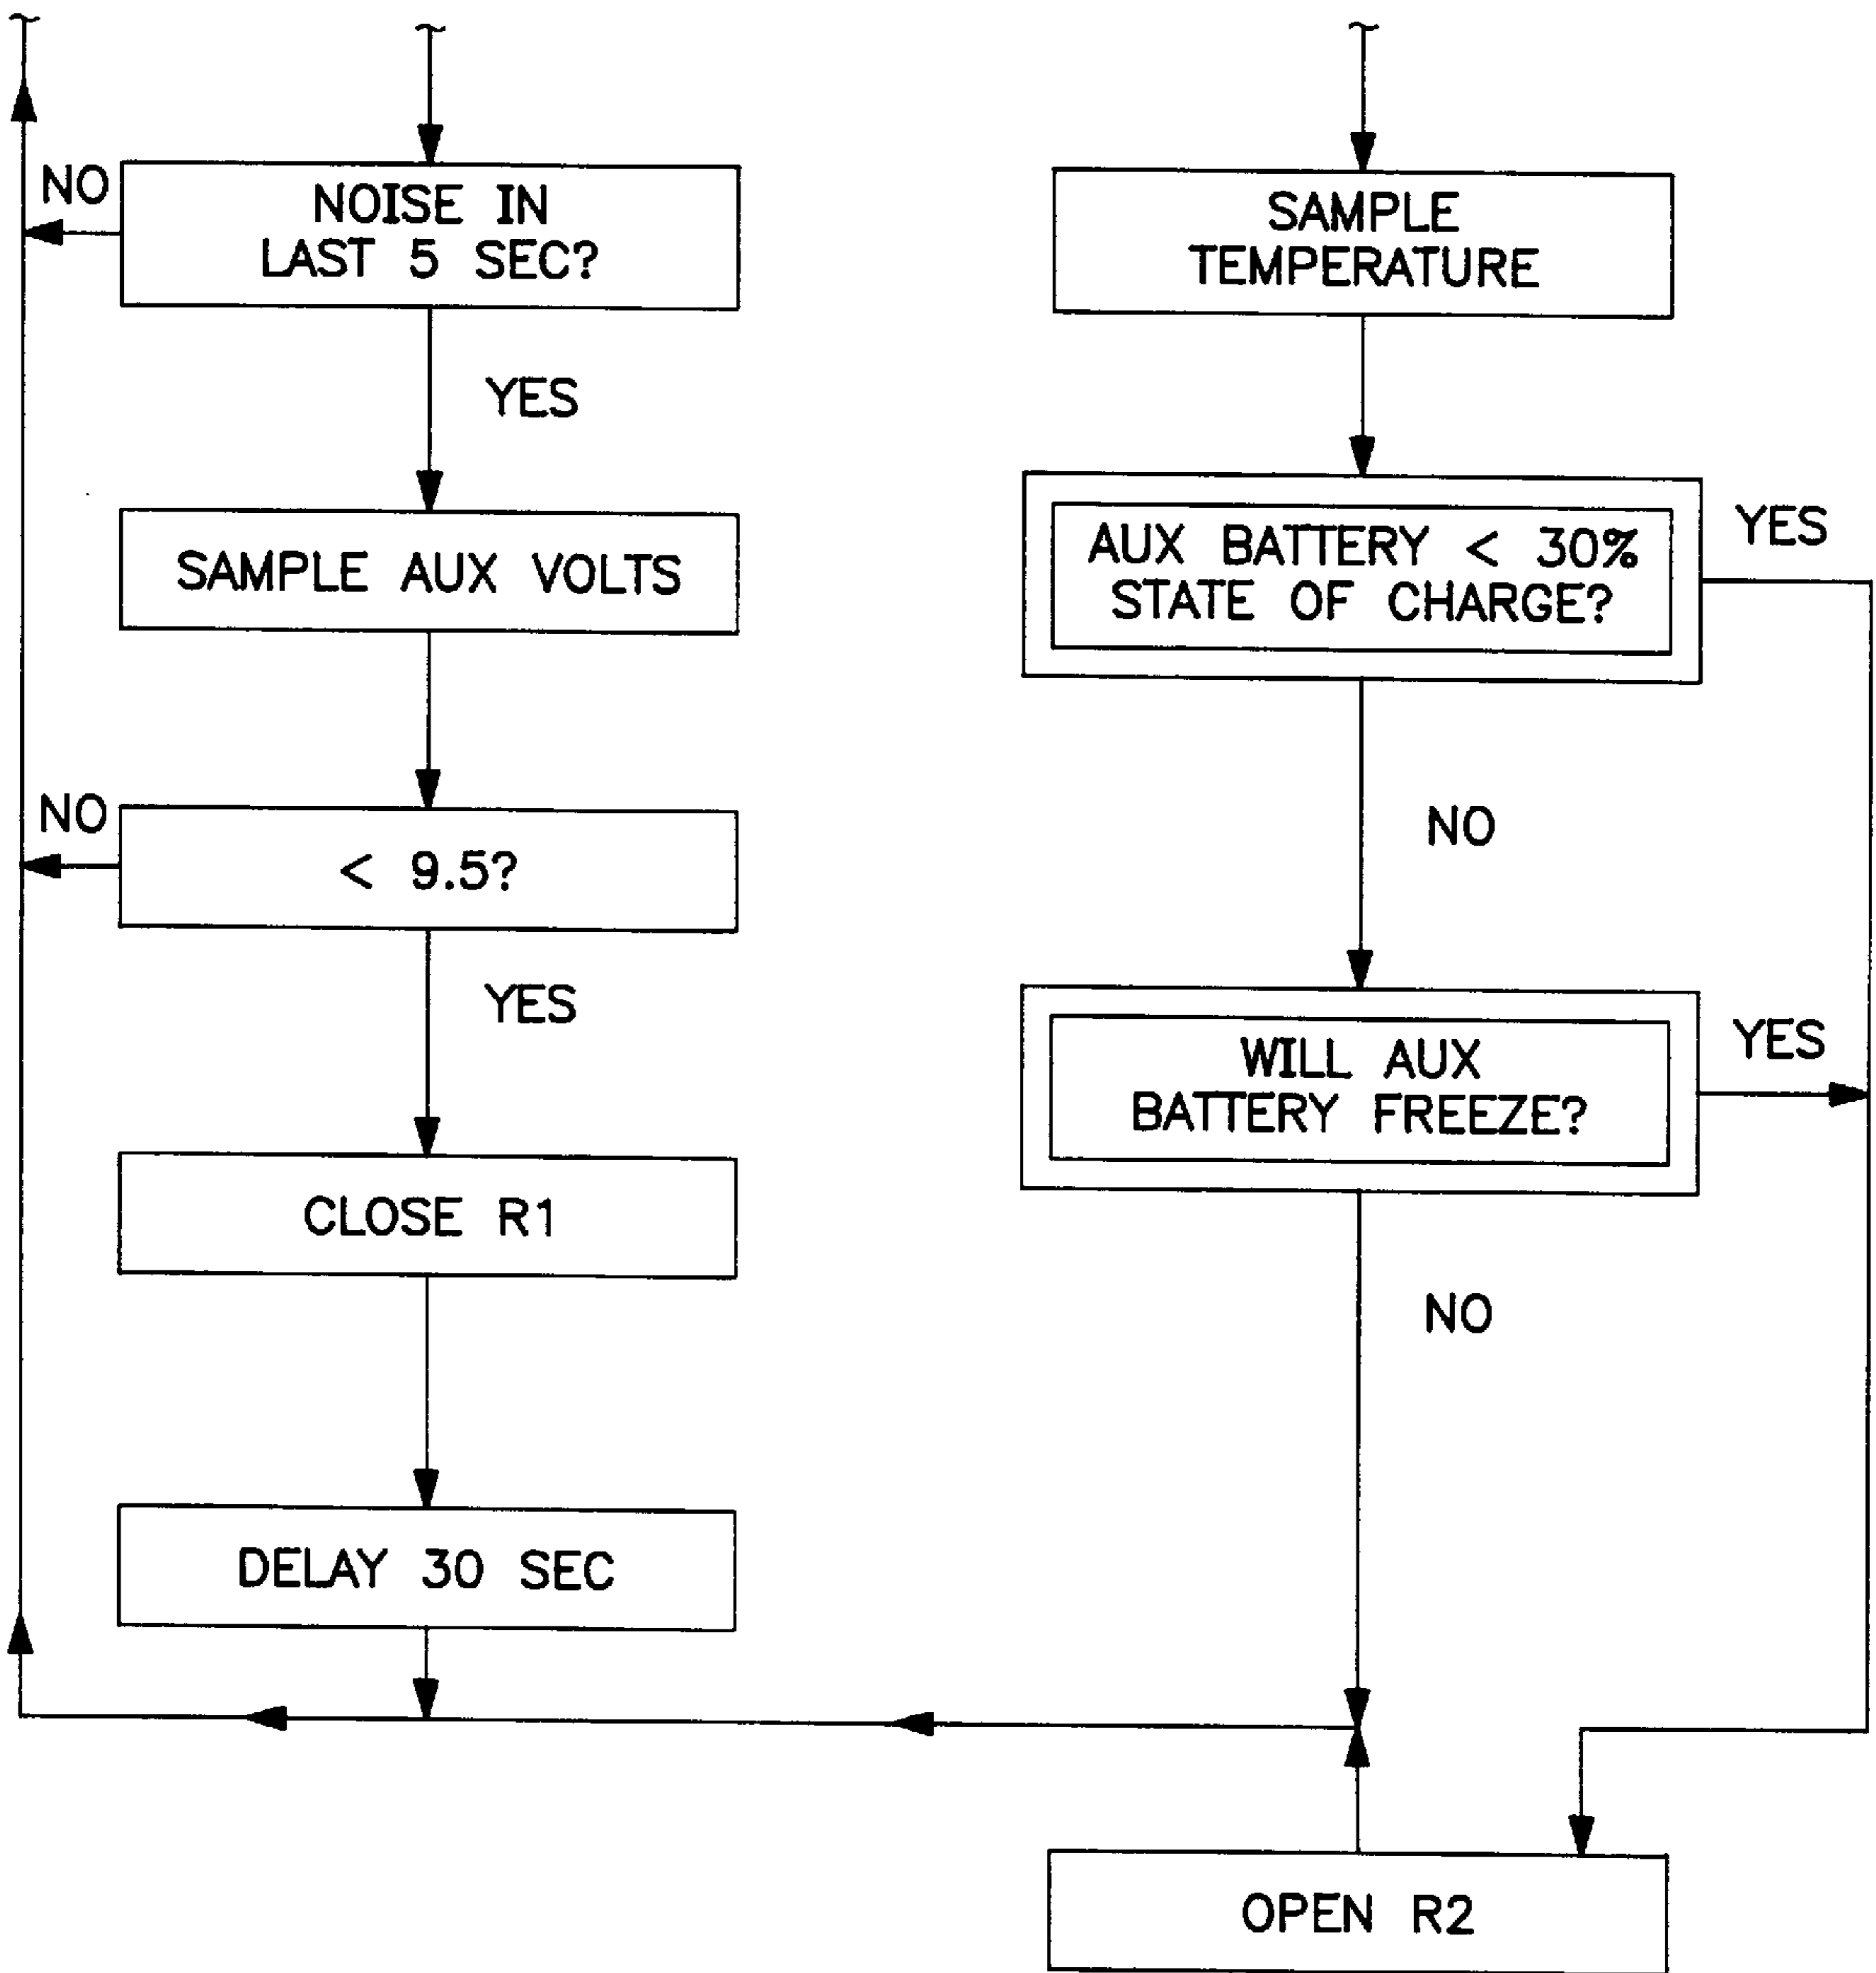 NO
NOISE IN
LAST 5 SEC?
YES
SAMPLE AUX VOLTS
NO
< 9.5?
YES
CLOSE R1
DELAY 30 SEC
SAMPLE
TEMPERATURE
AUX BATTERY < 30%
STATE OF CHARGE?
YES
NO
WILL AUX
BATTERY FREEZE?
YES
NO
OPEN R2